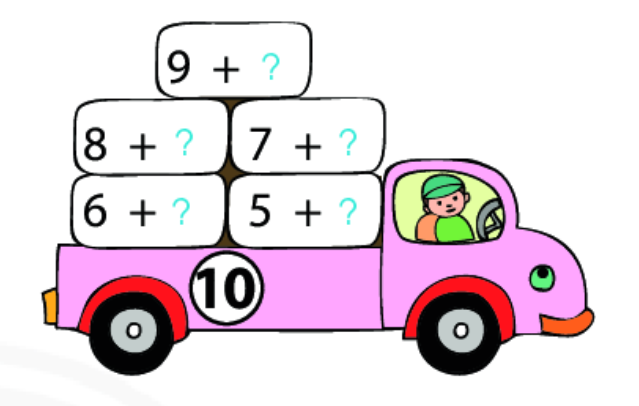 9 + ?
8 + ? 7 + ?
6 + ? 5 + ?
10